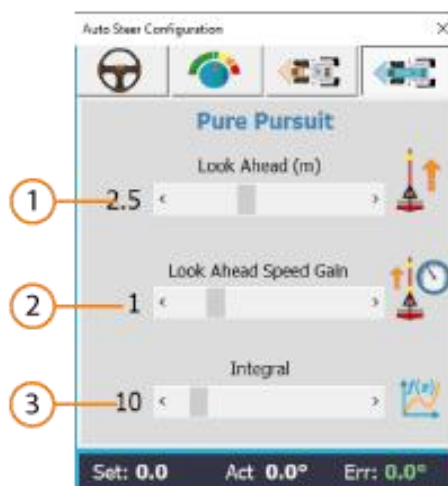 Auto Steer Configuration
Pure Pursuit
Look Ahead (m)
1 2.5
Look Ahead Speed Gain
2 1
Integral
3 10
f(x)
Set: 0.0 Act 0.0° Err: 0.0°